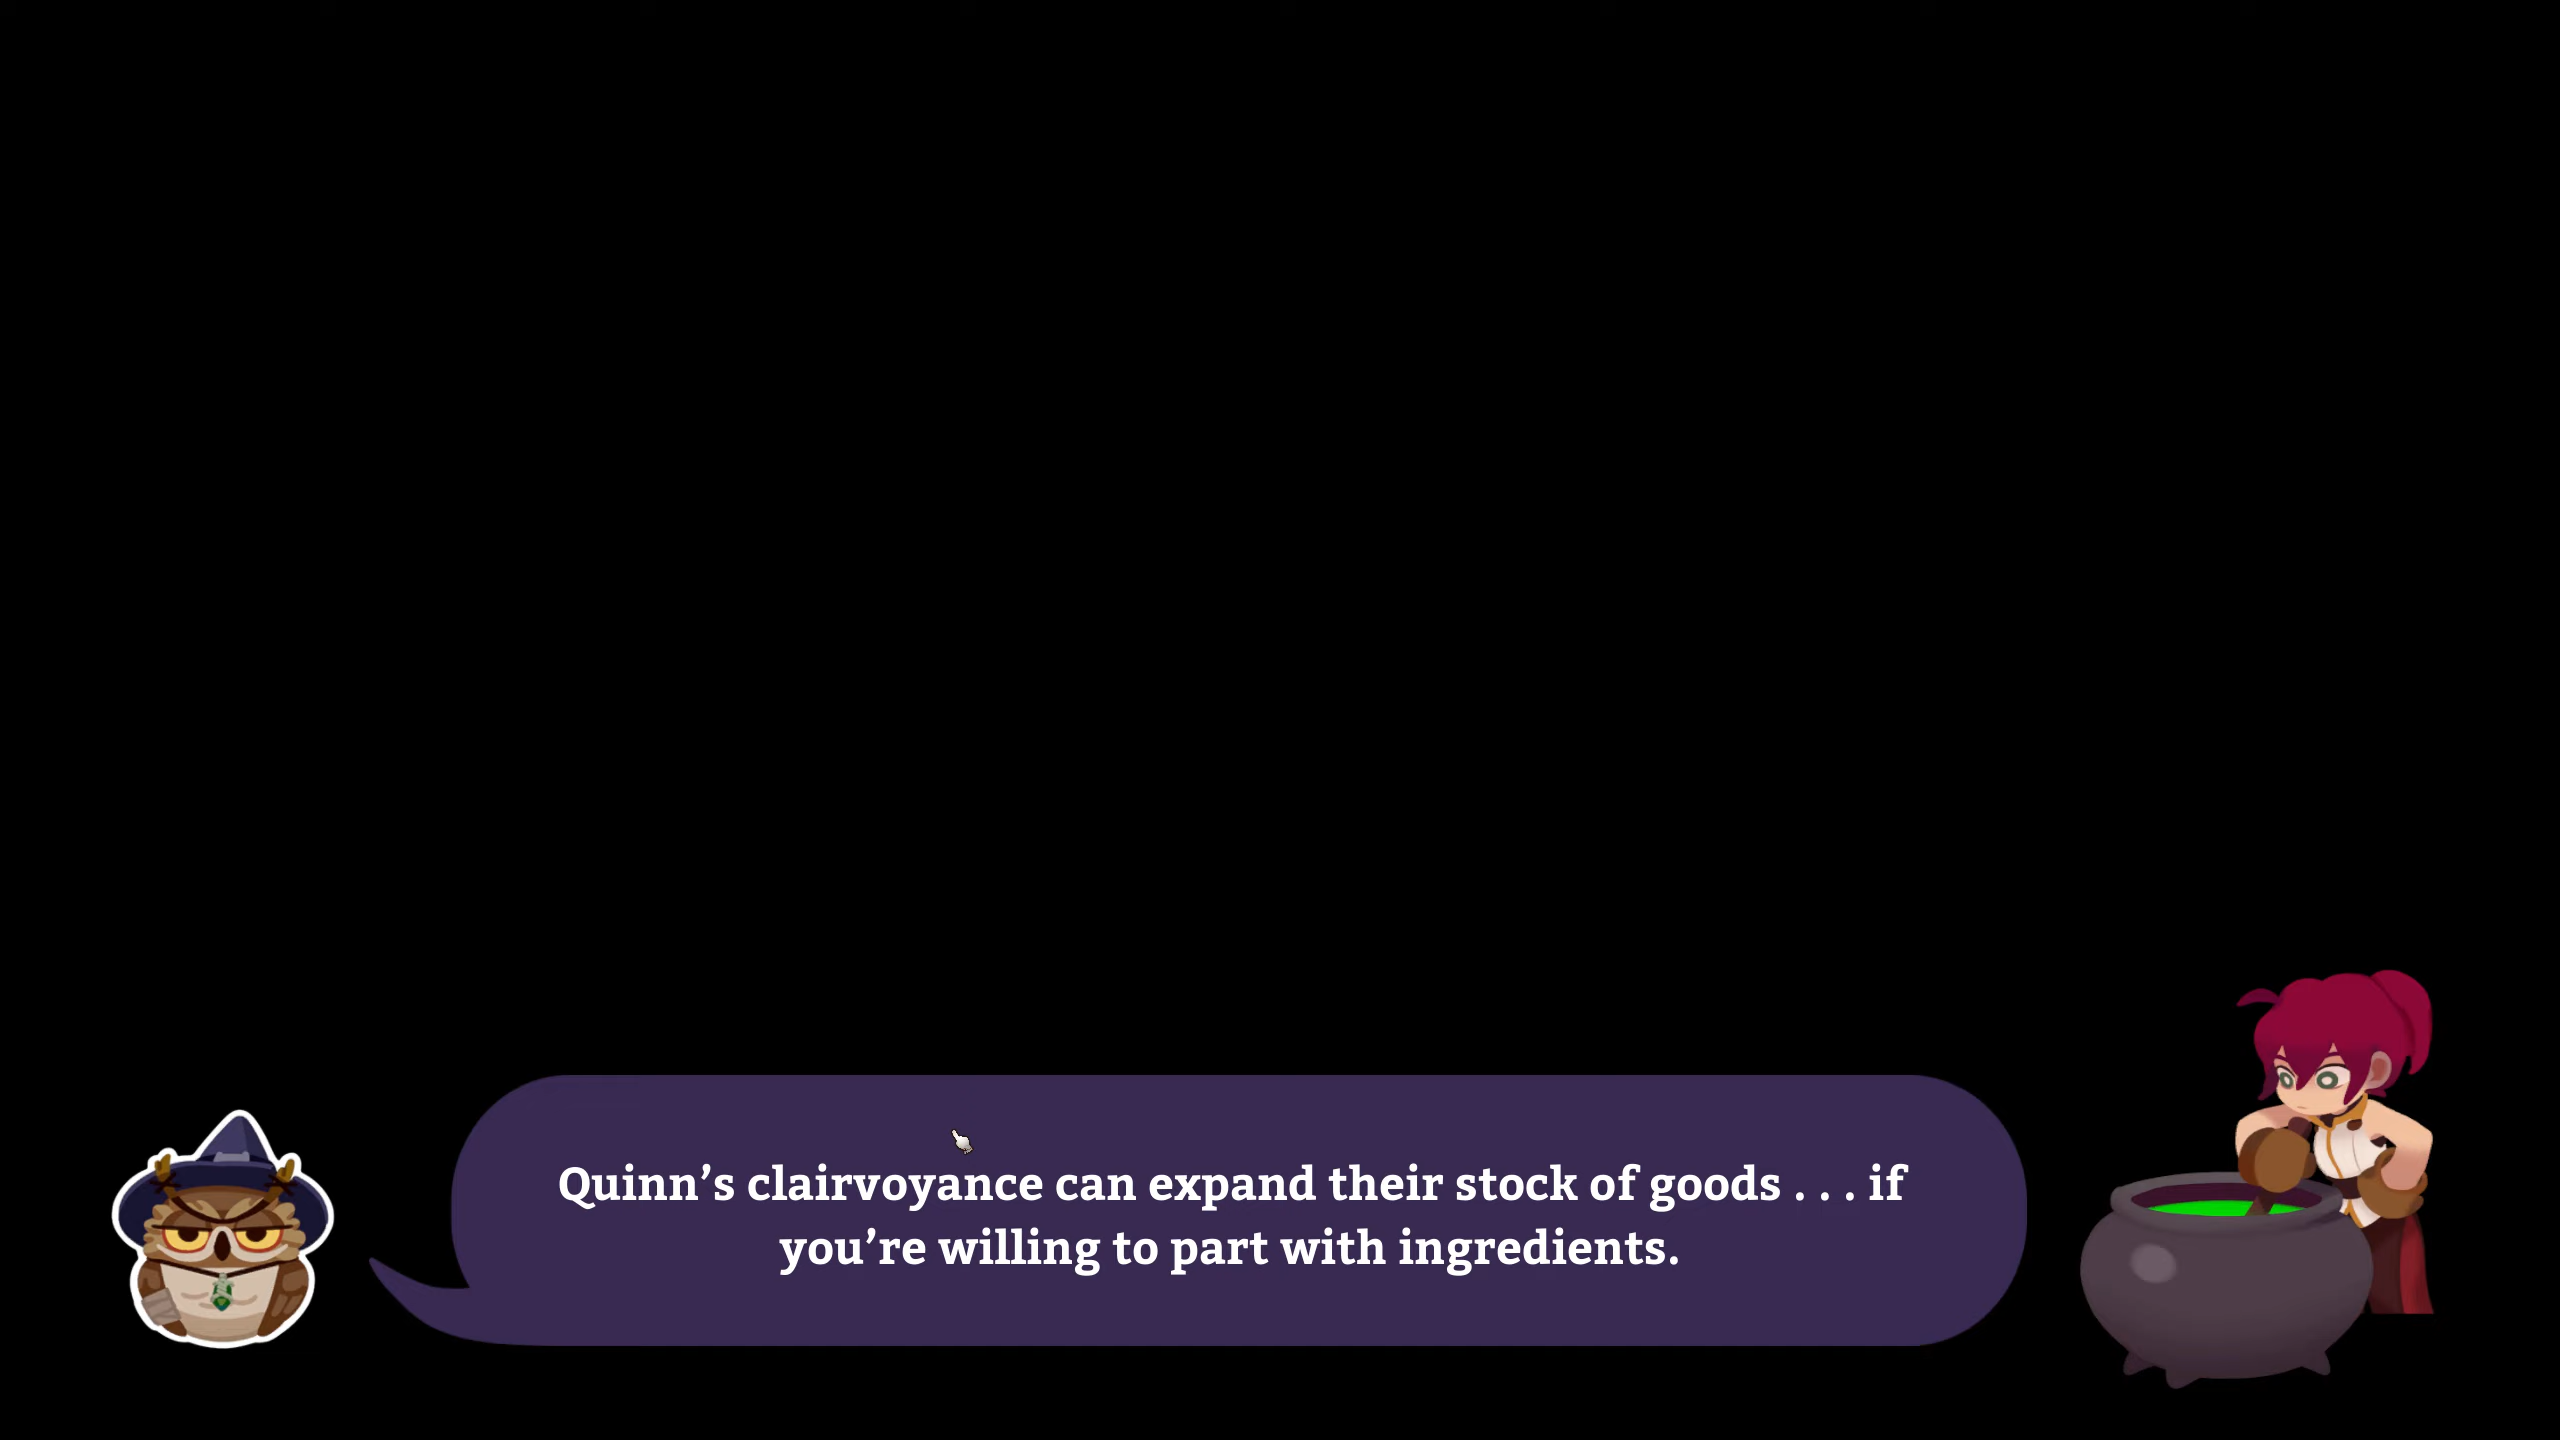 Quinn’s clairvoyance can expand their stock of goods . . . if
you’re willing to part with ingredients.